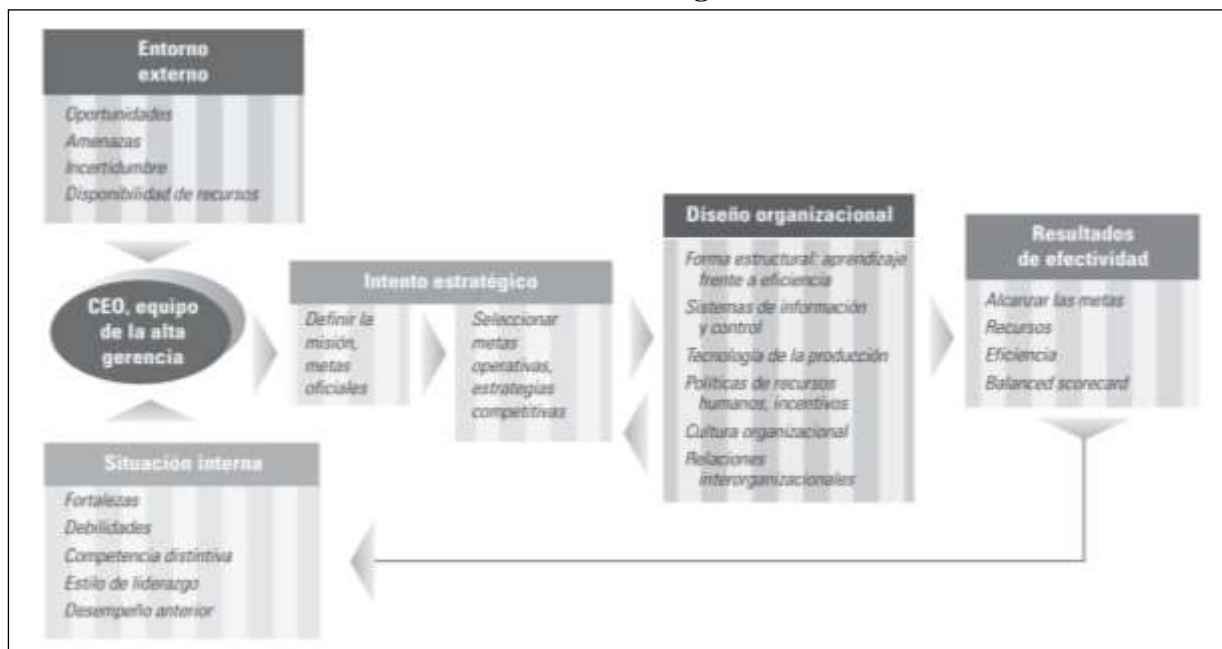 Entorno
externo
Oportunidades
Amenazas
Incertidumbre
Disponibilidad de recursos
CEO, equipo
de la alta
gerencia
Situación interna
Fortalezas
Debilidades
Competencia distintiva
Estilo de liderazgo
Desempeño anterior
Intento estratégico
Definir la
misión,
metas
oficiales
Seleccionar
metas
operativas,
estrategias
competitivas
Diseño organizacional
Forma estructural: aprendizaje
frente a eficiencia
Sistemas de información
y control
Tecnología de la producción
Políticas de recursos
humanos, incentivos
Cultura organizacional
Relaciones
interorganizacionales
Resultados
de efectividad
Alcanzar las metas
Recursos
Eficiencia
Balanced scorecard